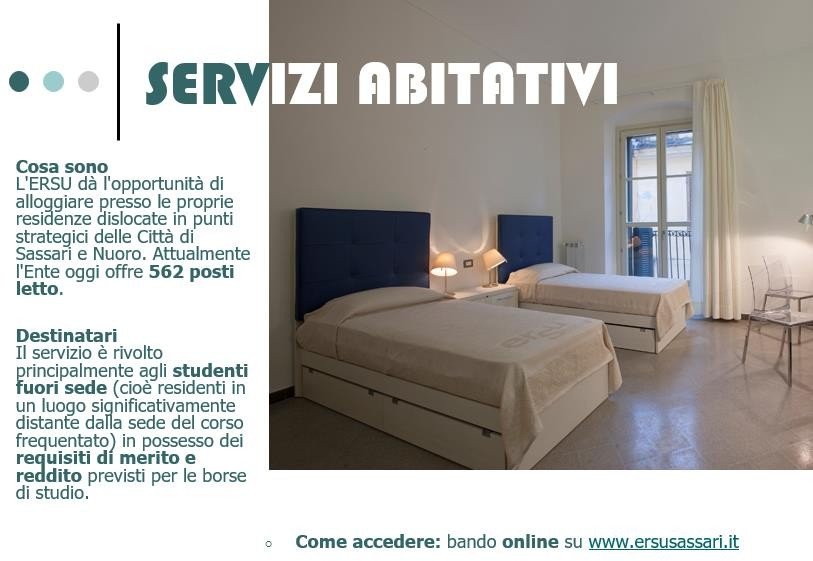 SERVIZI ABITATIVI
Cosa sono
L'ERSU dà l'opportunità di
alloggiare presso le proprie
residenze dislocate in punti
strategici delle Città di
Sassari e Nuoro. Attualmente
l'Ente oggi offre 562 posti
letto.
Destinatari
Il servizio è rivolto
principalmente agli studenti
fuori sede (cioè residenti in
un luogo significativamente
distante dalla sede del corso
frequentato) in possesso dei
requisiti di merito e
reddito previsti per le borse
di studio.
ersu
Come accedere: bando online su www.ersusassari.it